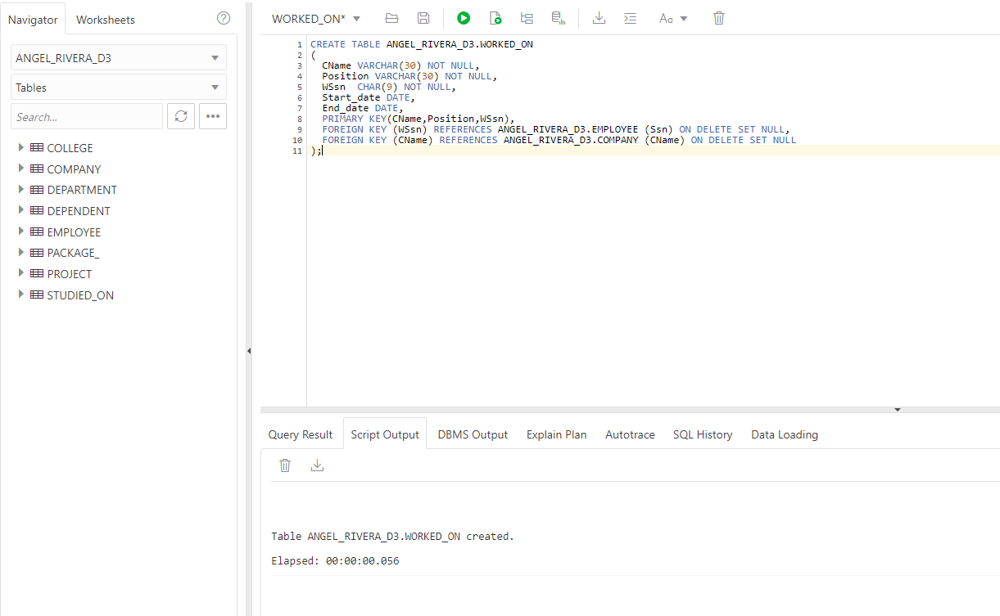 Navigator Worksheets
ANGEL_RIVERA_D3
Tables
Search...
COLLEGE
COMPANY
DEPARTMENT
DEPENDENT
EMPLOYEE
PACKAGE_
PROJECT
STUDIED_ON
WORKED_ON* Aa
1 CREATE TABLE ANGEL_RIVERA_D3.WORKED_ON
2 (
3 CName VARCHAR(30) NOT NULL,
4 Position VARCHAR(30) NOT NULL,
5 WSsn  CHAR(9) NOT NULL,
6 Start_date DATE,
7 End_date DATE,
8 PRIMARY KEY(CName,Position,WSsn),
9 FOREIGN KEY (WSsn) REFERENCES ANGEL_RIVERA_D3.EMPLOYEE (Ssn) ON DELETE SET NULL,
10 FOREIGN KEY (CName) REFERENCES ANGEL_RIVERA_D3.COMPANY (CName) ON DELETE SET NULL
11 );
Query Result Script Output DBMS Output Explain Plan Autotrace SQL History Data Loading
Table ANGEL_RIVERA_D3.WORKED_ON created.
Elapsed: 00:00:00.056